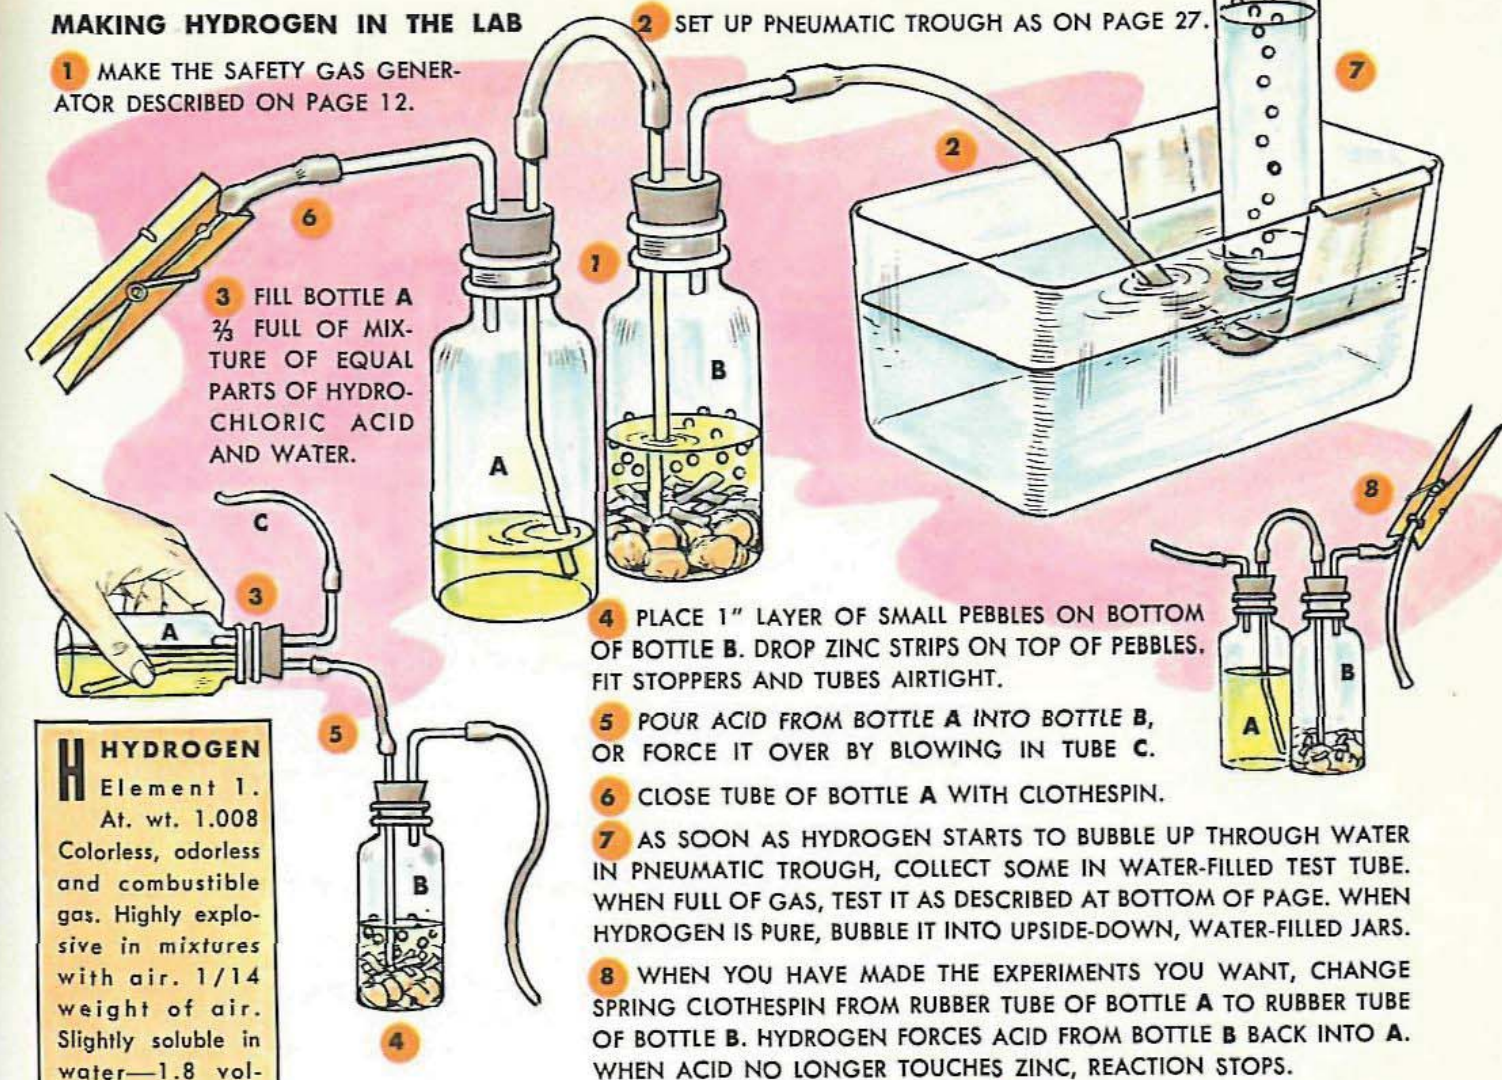 MAKING HYDROGEN IN THE LAB
1 MAKE THE SAFETY GAS GENER-
ATOR DESCRIBED ON PAGE 12.
2 SET UP PNEUMATIC TROUGH AS ON PAGE 27.
7
2
6
1
3 FILL BOTTLE A
⅔ FULL OF MIX-
TURE OF EQUAL
PARTS OF HYDRO-
CHLORIC ACID
AND WATER.
B
A
8
C
3
A
4 PLACE 1" LAYER OF SMALL PEBBLES ON BOTTOM
OF BOTTLE B. DROP ZINC STRIPS ON TOP OF PEBBLES.
FIT STOPPERS AND TUBES AIRTIGHT.
B
A
5
5 POUR ACID FROM BOTTLE A INTO BOTTLE B,
OR FORCE IT OVER BY BLOWING IN TUBE C.
6 CLOSE TUBE OF BOTTLE A WITH CLOTHESPIN.
7 AS SOON AS HYDROGEN STARTS TO BUBBLE UP THROUGH WATER
IN PNEUMATIC TROUGH, COLLECT SOME IN WATER-FILLED TEST TUBE.
WHEN FULL OF GAS, TEST IT AS DESCRIBED AT BOTTOM OF PAGE. WHEN
HYDROGEN IS PURE, BUBBLE IT INTO UPSIDE-DOWN, WATER-FILLED JARS.
8 WHEN YOU HAVE MADE THE EXPERIMENTS YOU WANT, CHANGE
SPRING CLOTHESPIN FROM RUBBER TUBE OF BOTTLE A TO RUBBER TUBE
OF BOTTLE B. HYDROGEN FORCES ACID FROM BOTTLE B BACK INTO A.
WHEN ACID NO LONGER TOUCHES ZINC, REACTION STOPS.
B
4
H HYDROGEN
Element 1.
At. wt. 1.008
Colorless, odorless
and combustible
gas. Highly explo-
sive in mixtures
with air. 1/14
weight of air.
Slightly soluble in
water—1.8 vol-